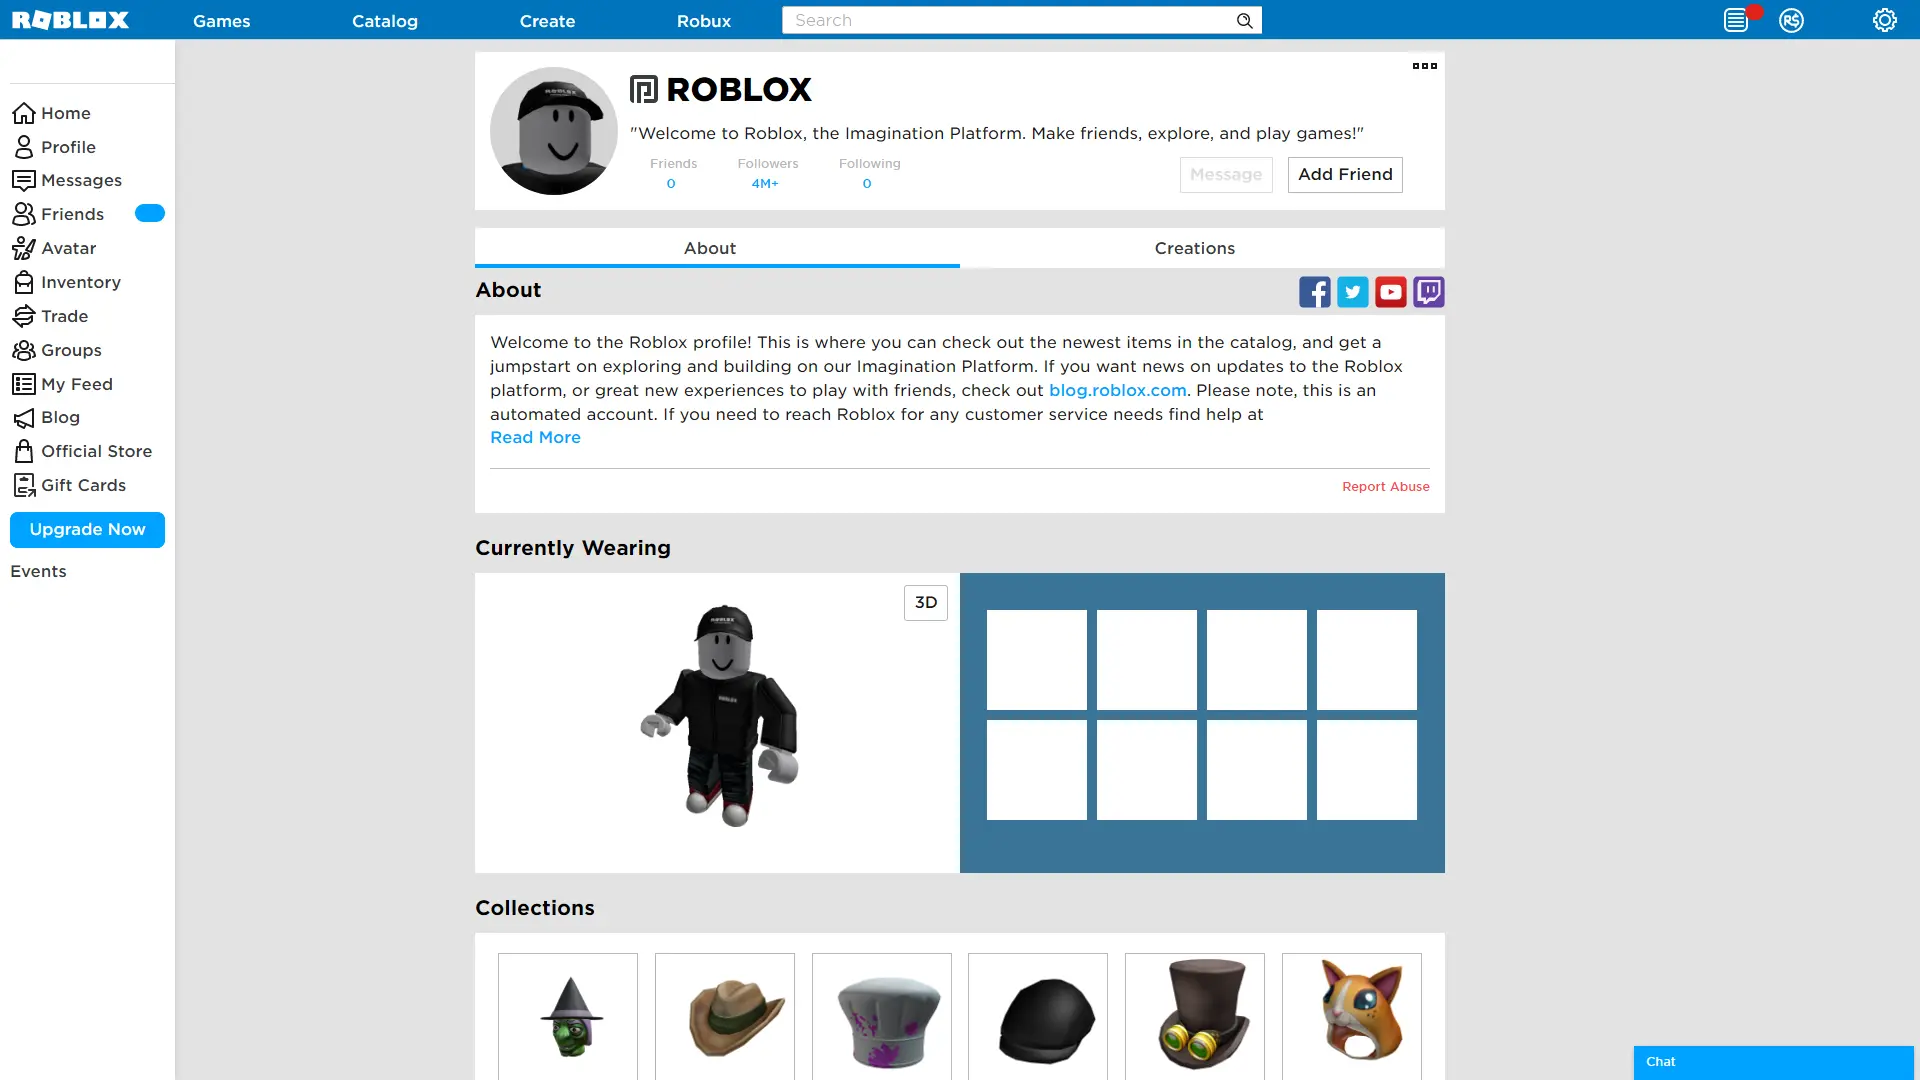 ROBLOX
Games
Catalog
Create
Robux
Search
Home
Profile
Messages
Friends
Avatar
Inventory
Trade
Groups
My Feed
Blog
Official Store
Gift Cards
Upgrade Now
Events
ROBLOX
"Welcome to Roblox, the Imagination Platform. Make friends, explore, and play games!"
Friends
0
Followers
4M+
Following
0
Message
Add Friend
About
Creations
About
Welcome to the Roblox profile! This is where you can check out the newest items in the catalog, and get a
jumpstart on exploring and building on our Imagination Platform. If you want news on updates to the Roblox
platform, or great new experiences to play with friends, check out blog.roblox.com. Please note, this is an
automated account. If you need to reach Roblox for any customer service needs find help at
Read More
Report Abuse
Currently Wearing
3D
ROBLOX
ROBLOX
Collections
Chat